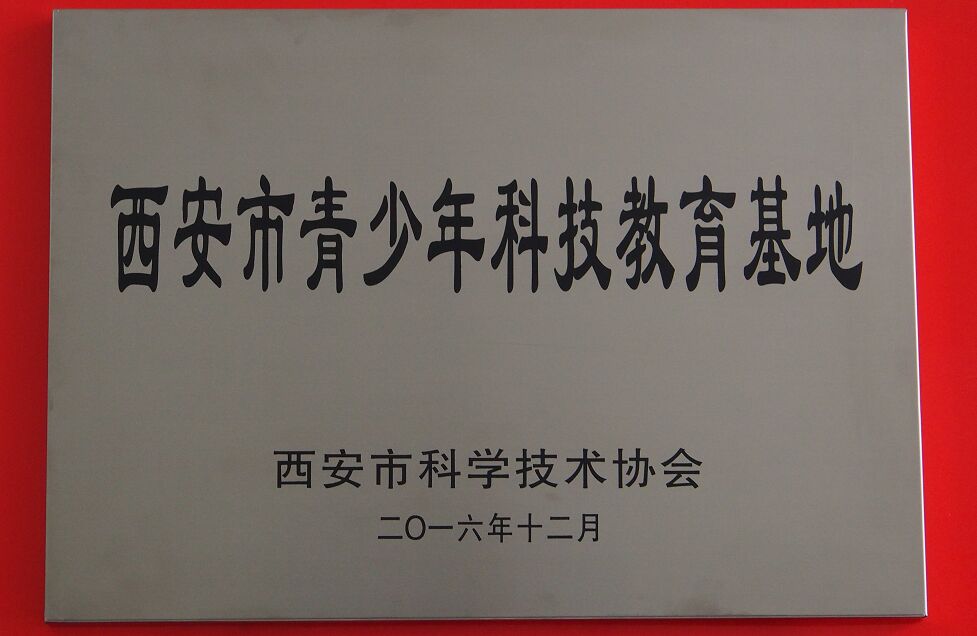 西安市青少年科技教育基地
西安市科学技术协会
二〇一六年十二月